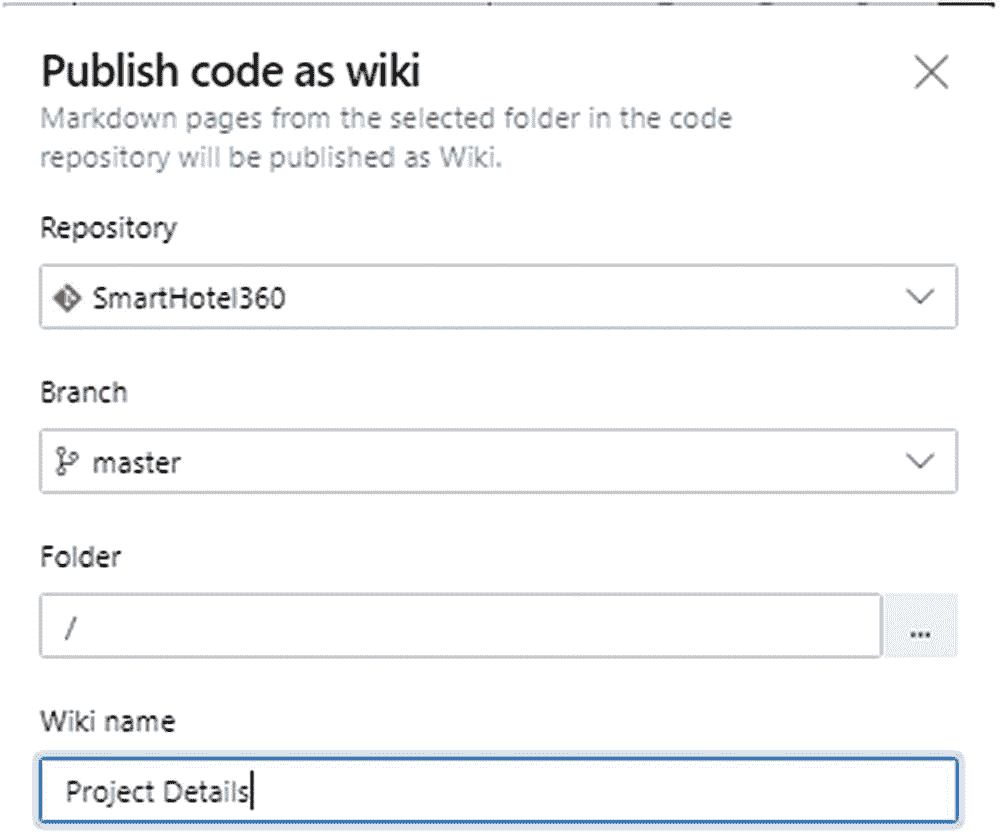 Publish code as wiki
Markdown pages from the selected folder in the code
repository will be published as Wiki.
Repository
SmartHotel360
Branch
master
Folder
/
...
Wiki name
Project Details